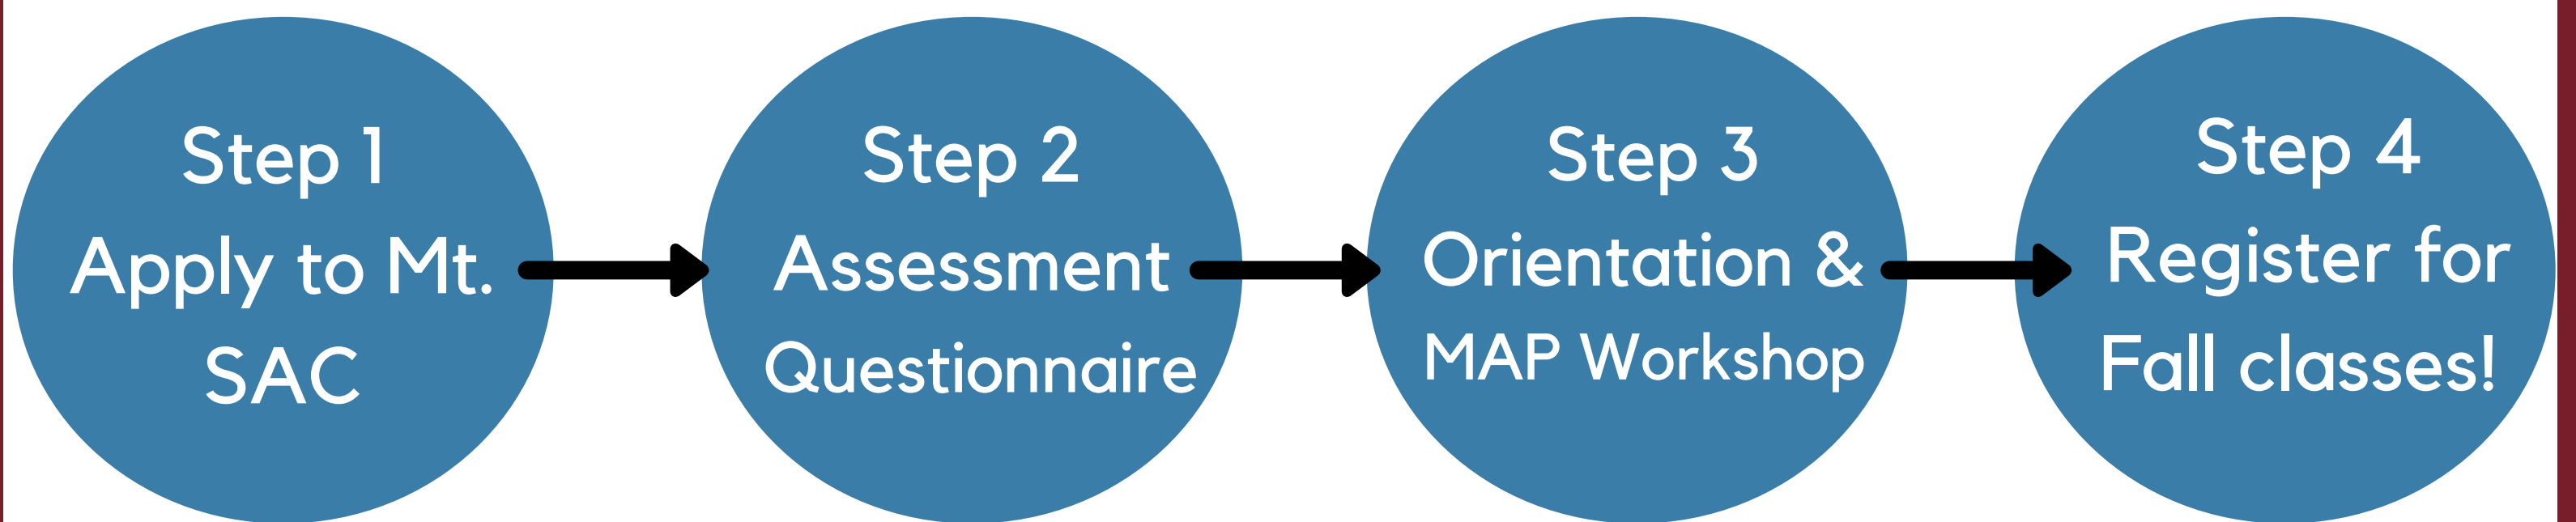 Step 1
Apply to Mt.
SAC
Step 2
Assessment
Questionnaire
Step 3
Orientation &
MAP Workshop
Step 4
Register for
Fall classes!